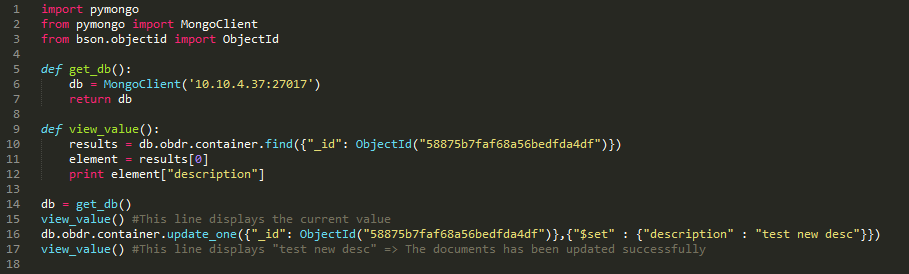 1 import pymongo
2 from pymongo import MongoClient
3 from bson.objectid import ObjectId
4
5 def get_db():
6     db = MongoClient('10.10.4.37:27017')
7     return db
8
9 def view_value():
10     results = db.obdr.container.find({"_id": ObjectId("58875b7faf68a56bedfda4df")})
11     element = results[0]
12     print element["description"]
13
14 db = get_db()
15 view_value() #This line displays the current value
16 db.obdr.container.update_one({"_id": ObjectId("58875b7faf68a56bedfda4df")},{"$set" : {"description" : "test new desc"}})
17 view_value() #This line displays "test new desc" => The documents has been updated successfully
18